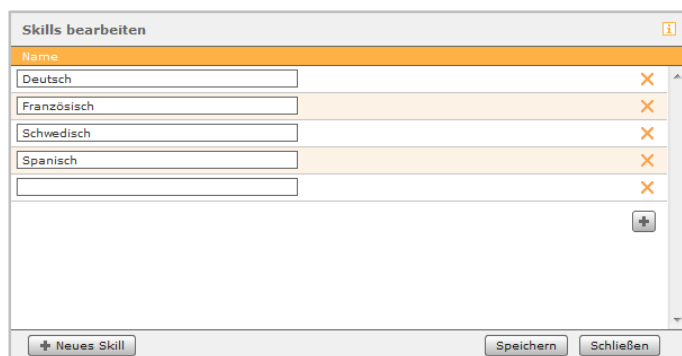 Skills bearbeiten
Name
Deutsch
Französisch
Schwedisch
Spanisch
Neues Skill Speichern Schließen